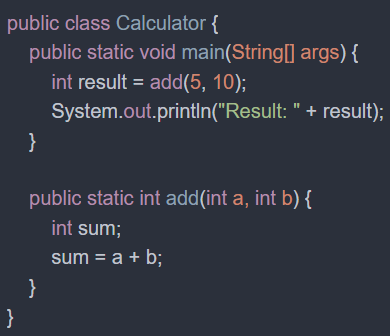 public class Calculator {
public static void main(String[] args) {
int result = add(5, 10);
System.out.println("Result: " + result);
}
public static int add(int a, int b) {
int sum;
sum = a + b;
}
}